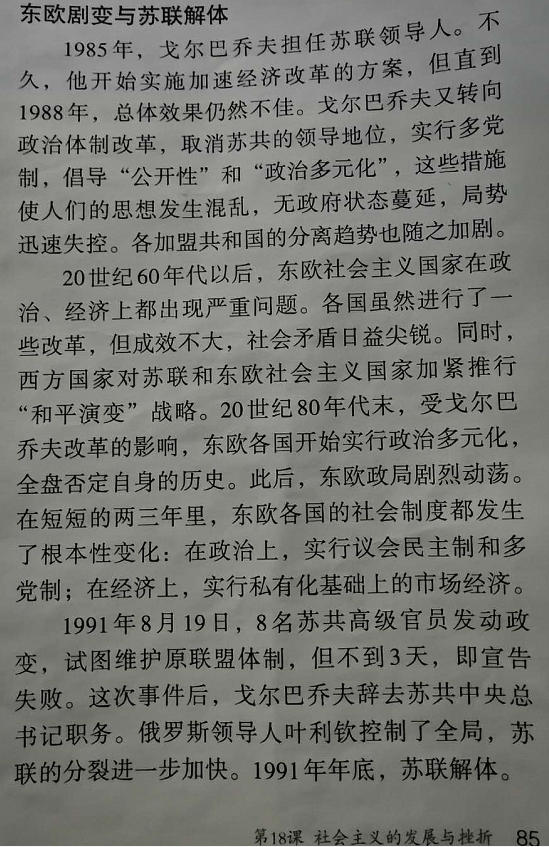 东欧剧变与苏联解体
1985年，戈尔巴乔夫担任苏联领导人。不
久，他开始实施加速经济改革的方案，但直到
1988年，总体效果仍然不佳。戈尔巴乔夫又转向
政治体制改革，取消苏共的领导地位，实行多党
制，倡导“公开性”和“政治多元化”，这些措施
使人们的思想发生混乱，无政府状态蔓延，局势
迅速失控。各加盟共和国的分离趋势也随之加剧。
20世纪60年代以后，东欧社会主义国家在政
治、经济上都出现严重问题。各国虽然进行了一
些改革，但成效不大，社会矛盾日益尖锐。同时，
西方国家对苏联和东欧社会主义国家加紧推行
“和平演变”战略。20世纪80年代末，受戈尔巴
乔夫改革的影响，东欧各国开始实行政治多元化，
全盘否定自身的历史。此后，东欧政局剧烈动荡。
在短短的两三年里，东欧各国的社会制度都发生
了根本性变化：在政治上，实行议会民主制和多
党制；在经济上，实行私有化基础上的市场经济。
1991年8月19日，8名苏共高级官员发动政
变，试图维护原联盟体制，但不到3天，即宣告
失败。这次事件后，戈尔巴乔夫辞去苏共中央总
书记职务。俄罗斯领导人叶利钦控制了全局，苏
联的分裂进一步加快。1991年年底，苏联解体。
第18课 社会主义的发展与挫折 85